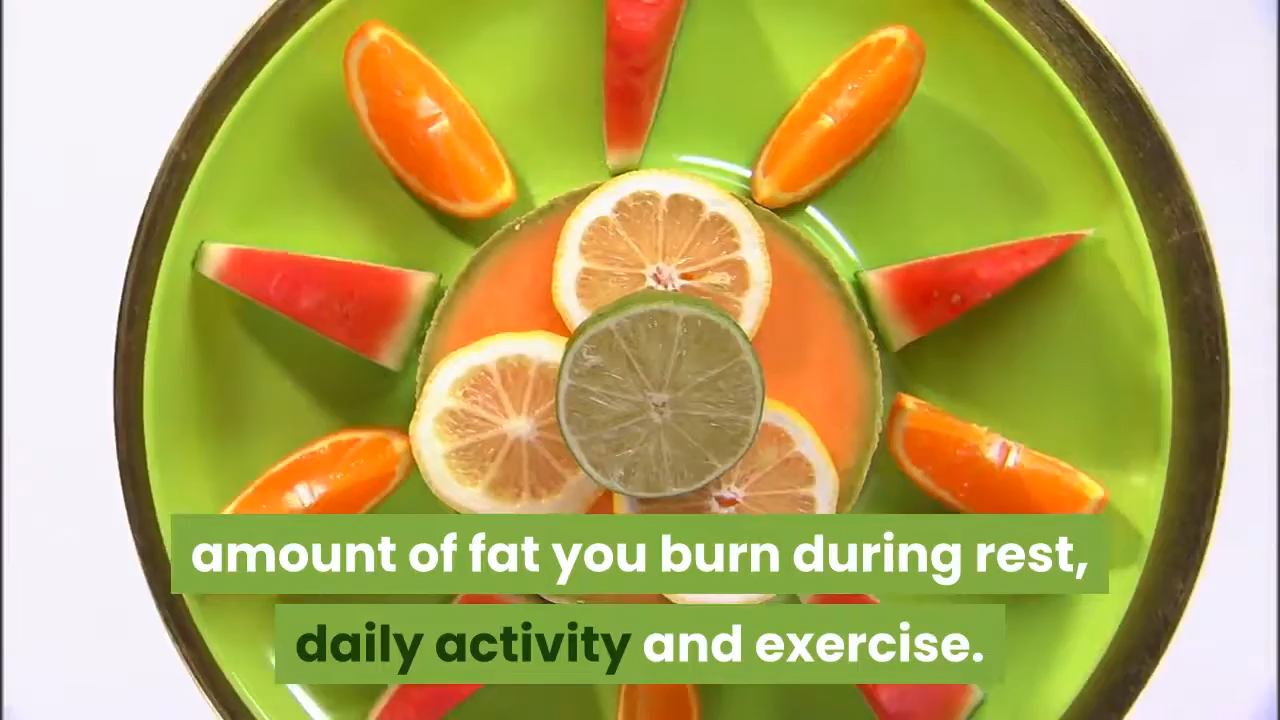 amount of fat you burn during rest,
daily activity and exercise.